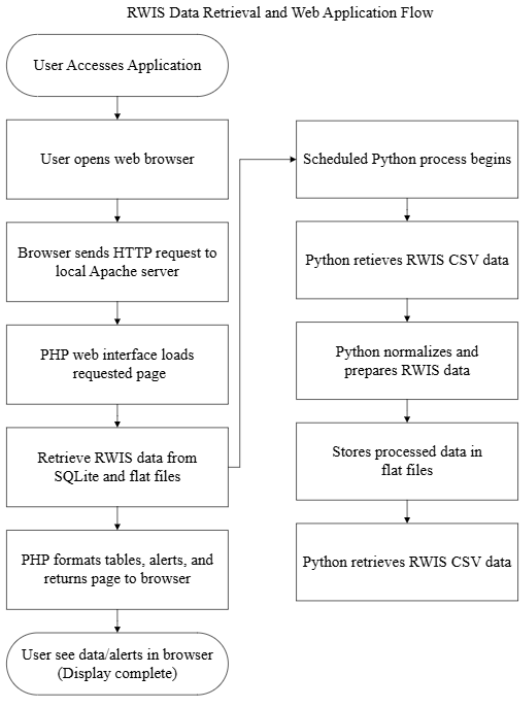 RWIS Data Retrieval and Web Application Flow
User Accesses Application
User opens web browser
Browser sends HTTP request to
local Apache server
PHP web interface loads
requested page
Retrieve RWIS data from
SQLite and flat files
PHP formats tables, alerts, and
returns page to browser
User see data/alerts in browser
(Display complete)
Scheduled Python process begins
Python retieves RWIS CSV data
Python normalizes and
prepares RWIS data
Stores processed data in
flat files
Python retrieves RWIS CSV data